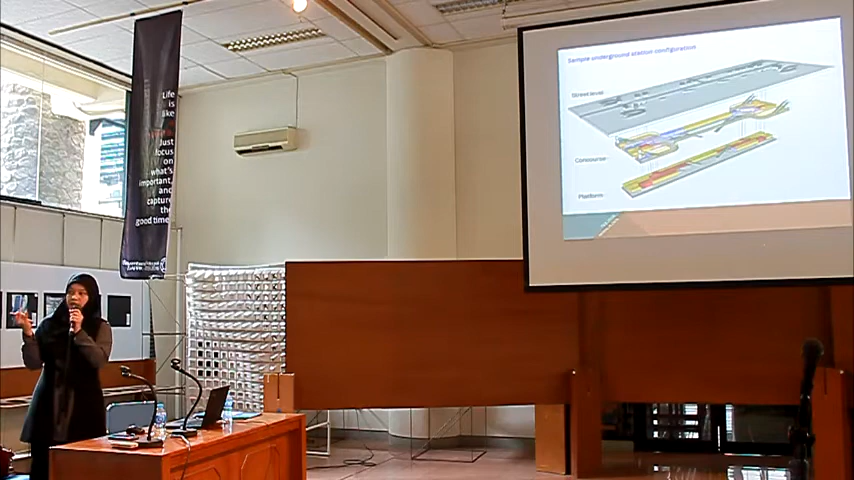 Life
is
like
Just
focus
on
what's
important,
and
capture
the
good time
Sample underground station configuration
Street level
Concourse
Platform